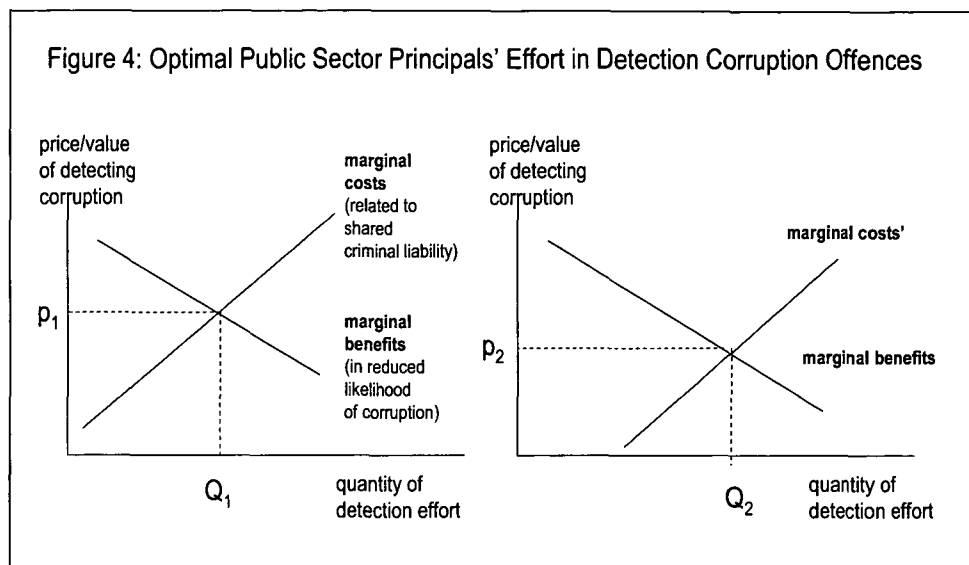 Figure 4: Optimal Public Sector Principals' Effort in Detection Corruption Offences
price/value
of detecting
corruption
marginal
costs
(related to
shared
criminal liability)
p1
marginal
benefits
(in reduced
likelihood
of corruption)
Q1
quantity of
detection effort
price/value
of detecting
corruption
marginal costs'
p2
marginal benefits
Q2
quantity of
detection effort